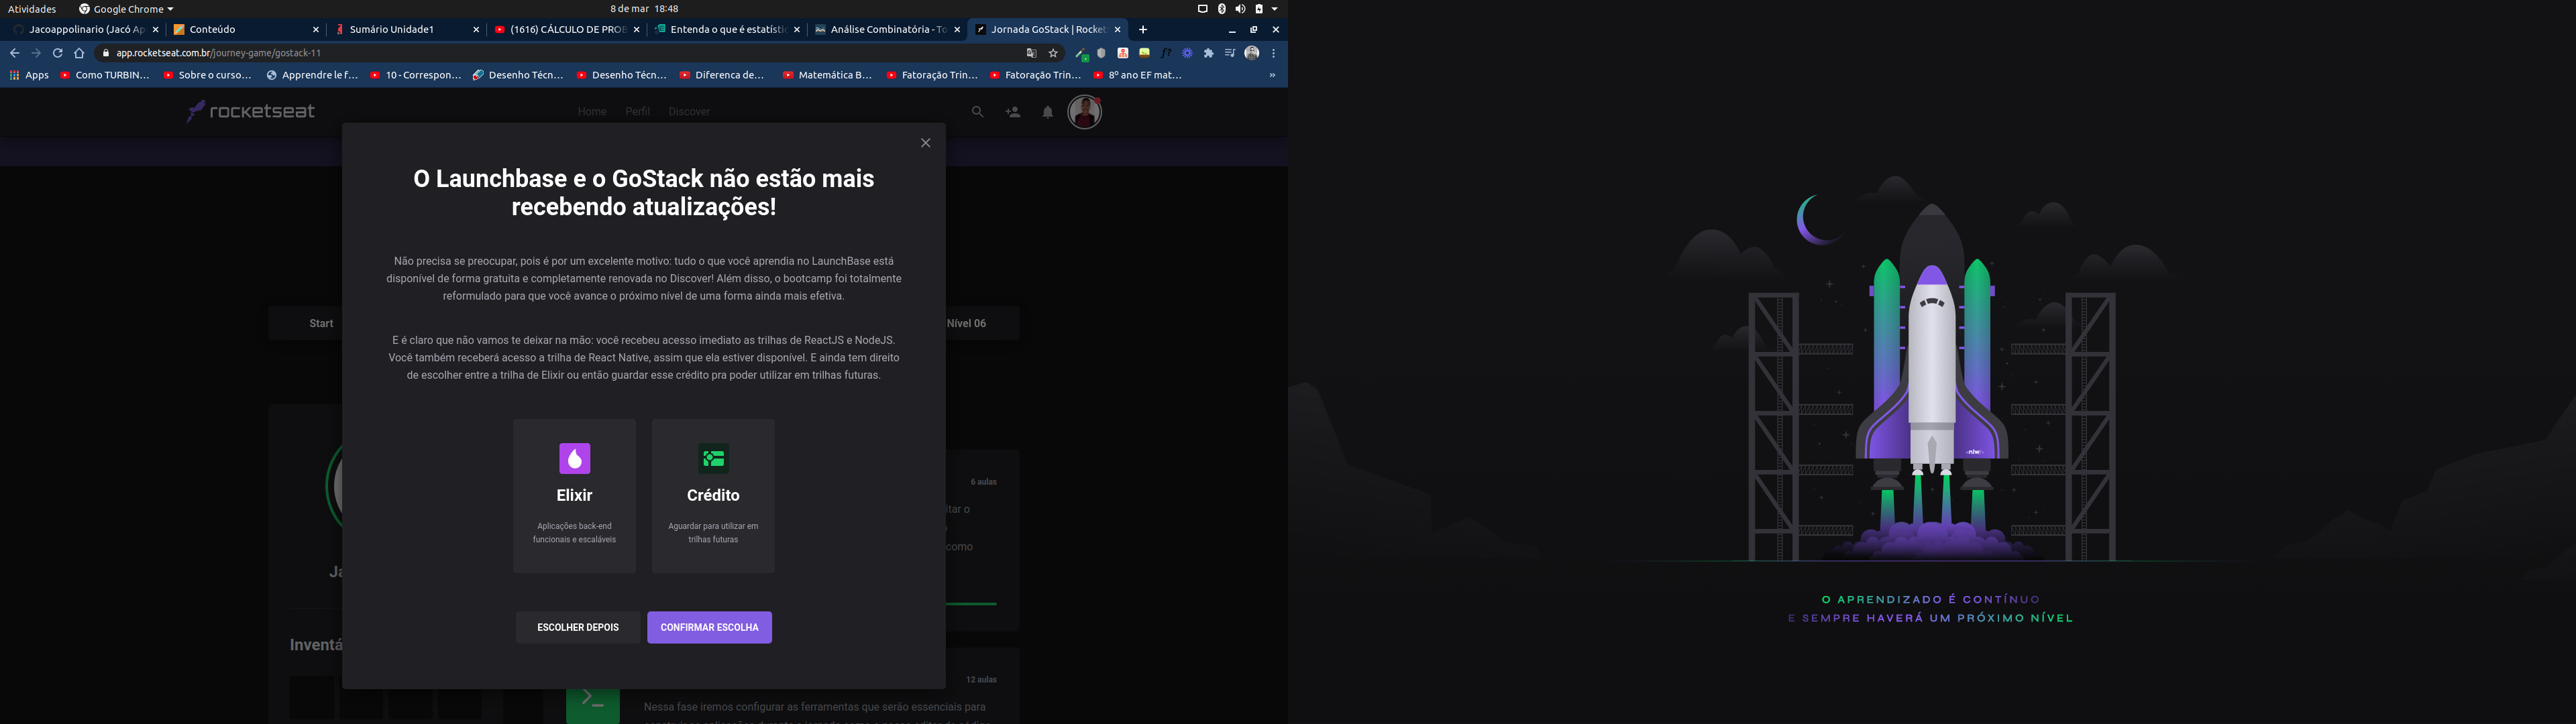 Atividades
Google Chrome
8 de mar 18:48
Jacoappolinario (Jacó Ap
Conteúdo
Sumário Unidade1
(1616) CÁLCULO DE PROB
Entenda o que é estatístic
Análise Combinatória - To
Jornada GoStack | Rockets
app.rocketseat.com.br/journey-game/gostack-11
Apps
Como TURBIN...
Sobre o curso...
Apprendre le f...
10 - Correspon...
Desenho Técn...
Desenho Técn...
Diferenca de...
Matemática B...
Fatoração Trin...
Fatoração Trin...
8º ano EF mat...
rocketseat
Home
Perfil
Discover
O Launchbase e o GoStack não estão mais
recebendo atualizações!
Não precisa se preocupar, pois é por um excelente motivo: tudo o que você aprendia no LaunchBase está
disponível de forma gratuita e completamente renovada no Discover! Além disso, o bootcamp foi totalmente
reformulado para que você avance o próximo nível de uma forma ainda mais efetiva.
Start
Nível 06
E é claro que não vamos te deixar na mão: você recebeu acesso imediato as trilhas de ReactJS e NodeJS.
Você também receberá acesso a trilha de React Native, assim que ela estiver disponível. E ainda tem direito
de escolher entre a trilha de Elixir ou então guardar esse crédito pra poder utilizar em trilhas futuras.
Elixir
Aplicações back-end
funcionais e escaláveis
Crédito
Aguardar para utilizar em
trilhas futuras
6 aulas
itar o
como
Ja
ESCOLHER DEPOIS
CONFIRMAR ESCOLHA
Inventá
12 aulas
Nessa fase iremos configurar as ferramentas que serão essenciais para
nlw
O APRENDIZADO É CONTÍNUO
E SEMPRE HAVERÁ UM PRÓXIMO NÍVEL